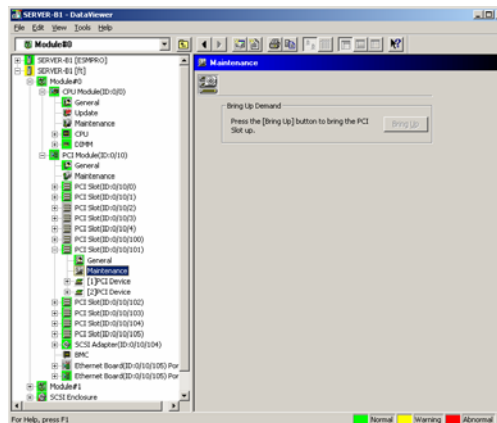 SERVER-B1 - DataViewer
File Edit View Tools Help
Module#0
SERVER-B1 [ESMPRO]
SERVER-B1 [ft]
Module#0
CPU Module(ID:0/0)
General
Update
Maintenance
CPU
DIMM
PCI Module(ID:0/10)
General
Maintenance
PCI Slot(ID:0/10/0)
PCI Slot(ID:0/10/1)
PCI Slot(ID:0/10/2)
PCI Slot(ID:0/10/3)
PCI Slot(ID:0/10/4)
PCI Slot(ID:0/10/100)
PCI Slot(ID:0/10/101)
General
Maintenance
[1]PCI Device
[2]PCI Device
PCI Slot(ID:0/10/102)
PCI Slot(ID:0/10/103)
PCI Slot(ID:0/10/104)
PCI Slot(ID:0/10/105)
SCSI Adapter(ID:0/10/104)
BMC
Ethernet Board(ID:0/10/105) Por
Ethernet Board(ID:0/10/105) Por
Module#1
SCSI Enclosure
Maintenance
Bring Up Demand
Press the [Bring Up] button to bring the PCI
Slot up.
Bring Up
For Help, press F1
Normal Warning Abnormal